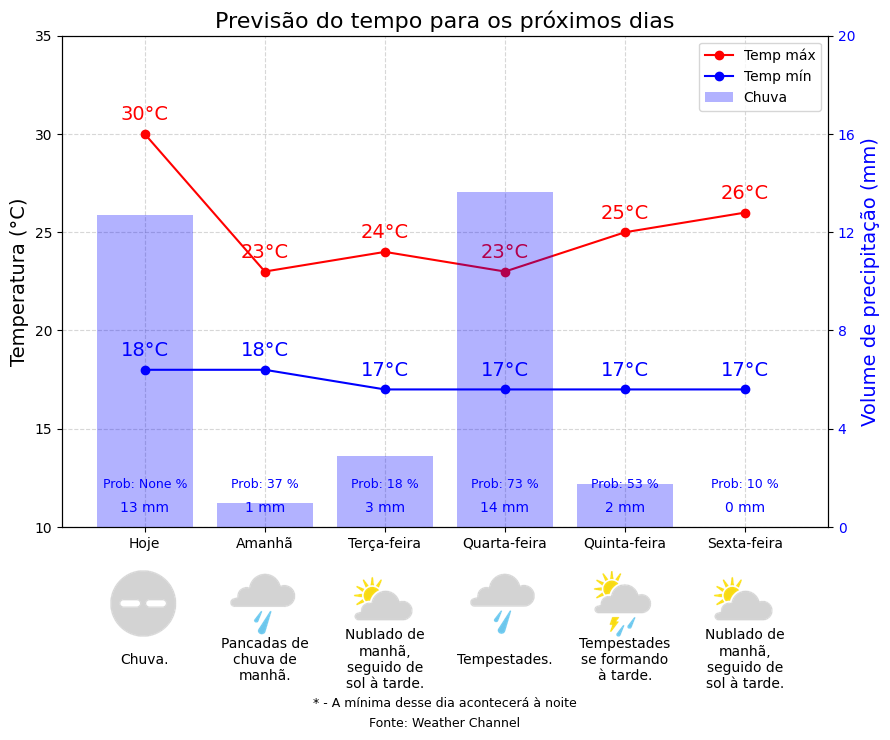 Previsão do tempo para os próximos dias
Temperatura (°C)
35
30
25
20
15
10
Volume de precipitação (mm)
20
16
12
8
4
0
Temp máx
Temp mín
Chuva
30°C
23°C
24°C
23°C
25°C
26°C
18°C
18°C
17°C
17°C
17°C
17°C
Prob: None %
Prob: 37 %
Prob: 18 %
Prob: 73 %
Prob: 53 %
Prob: 10 %
13 mm
1 mm
3 mm
14 mm
2 mm
0 mm
Hoje
Amanhã
Terça-feira
Quarta-feira
Quinta-feira
Sexta-feira
Chuva.
Pancadas de
chuva de
manhã.
Nublado de
manhã,
seguido de
sol à tarde.
Tempestades.
Tempestades
se formando
à tarde.
Nublado de
manhã,
seguido de
sol à tarde.
* - A mínima desse dia acontecerá à noite
Fonte: Weather Channel